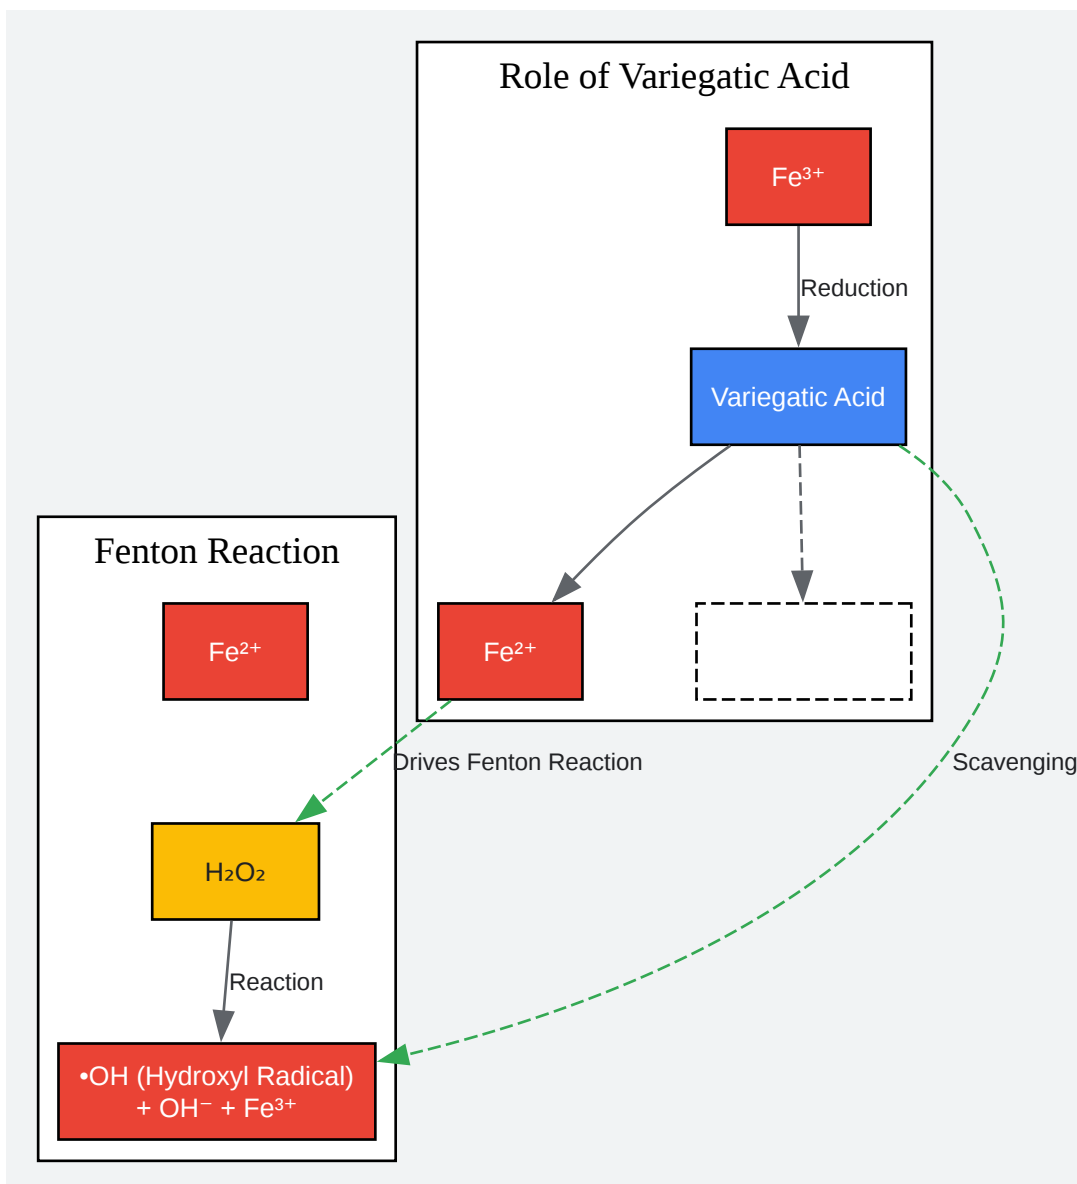 Role of Variegatic Acid
Fe³⁺
Reduction
Variegatic Acid
Fenton Reaction
Fe²⁺
Fe²⁺
Drives Fenton Reaction
Scavenging
H₂O₂
Reaction
•OH (Hydroxyl Radical)
+ OH⁻ + Fe³⁺